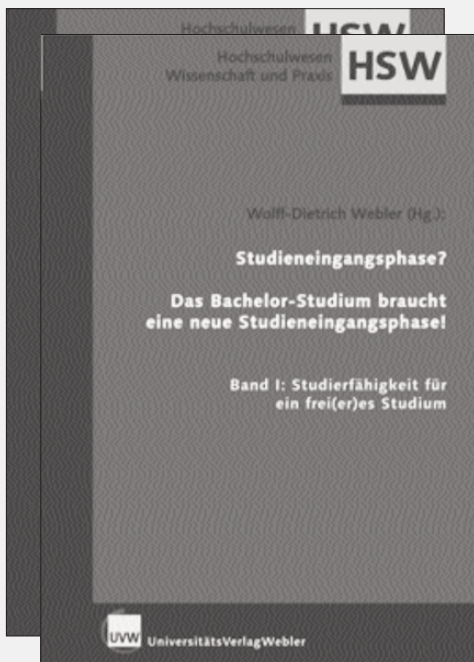 Hochschulwesen
HSW
Hochschulwesen
Wissenschaft und Praxis
HSW
Wolff-Dietrich Webler (Hg.):
Studieneingangsphase?
Das Bachelor-Studium braucht
eine neue Studieneingangsphase!
Band I: Studierfähigkeit für
ein frei(er)es Studium
UVW UniversitätsVerlagWebler